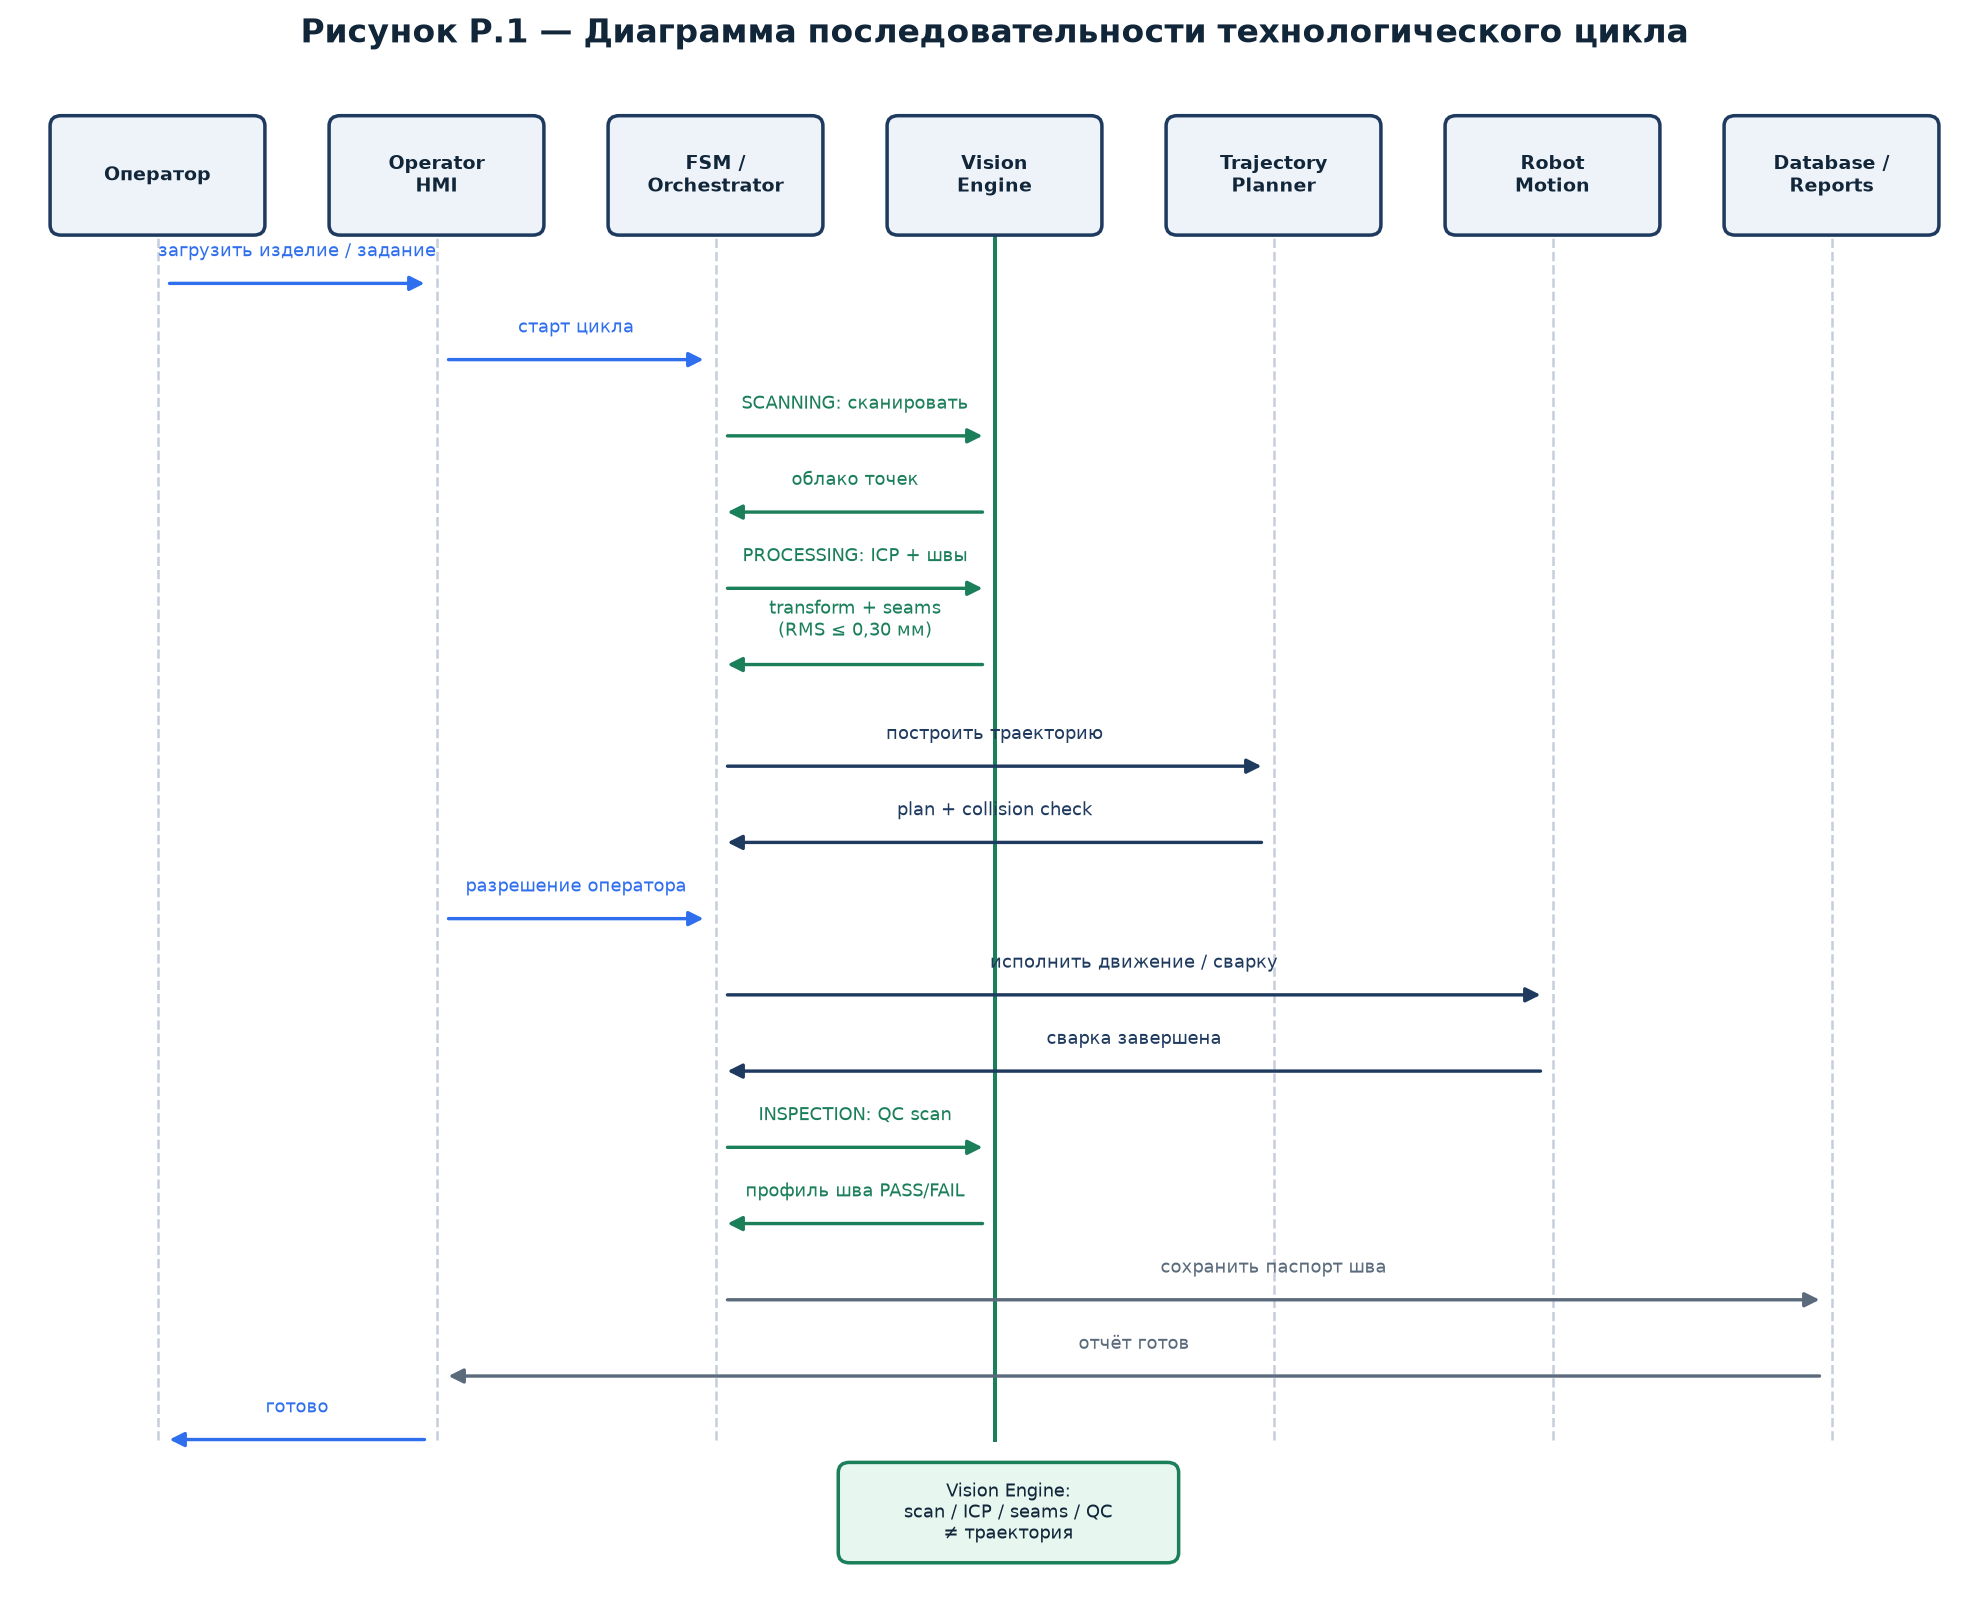 Рисунок Р.1 — Диаграмма последовательности технологического цикла
Оператор
Operator
HMI
FSM /
Orchestrator
Vision
Engine
Trajectory
Planner
Robot
Motion
Database /
Reports
загрузить изделие / задание
старт цикла
SCANNING: сканировать
облако точек
PROCESSING: ICP + швы
transform + seams
(RMS ≤ 0,30 мм)
построить траекторию
plan + collision check
разрешение оператора
исполнить движение / сварку
сварка завершена
INSPECTION: QC scan
профиль шва PASS/FAIL
сохранить паспорт шва
отчёт готов
готово
Vision Engine:
scan / ICP / seams / QC
≠ траектория